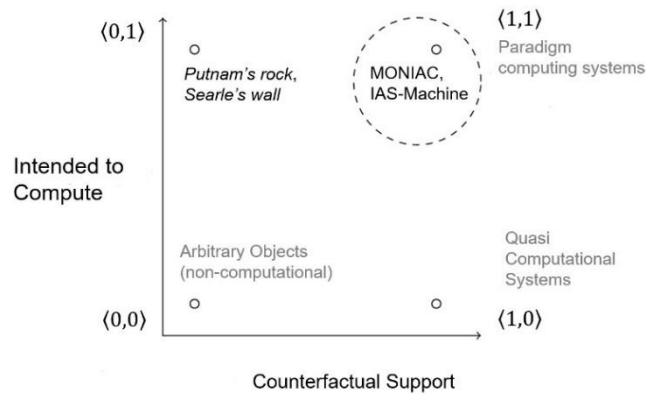 ⟨0,1⟩
⟨1,1⟩
Putnam's rock,
Searle's wall
MONIAC,
IAS-Machine
Paradigm
computing systems
Intended to
Compute
Arbitrary Objects
(non-computational)
Quasi
Computational
Systems
⟨0,0⟩
⟨1,0⟩
Counterfactual Support